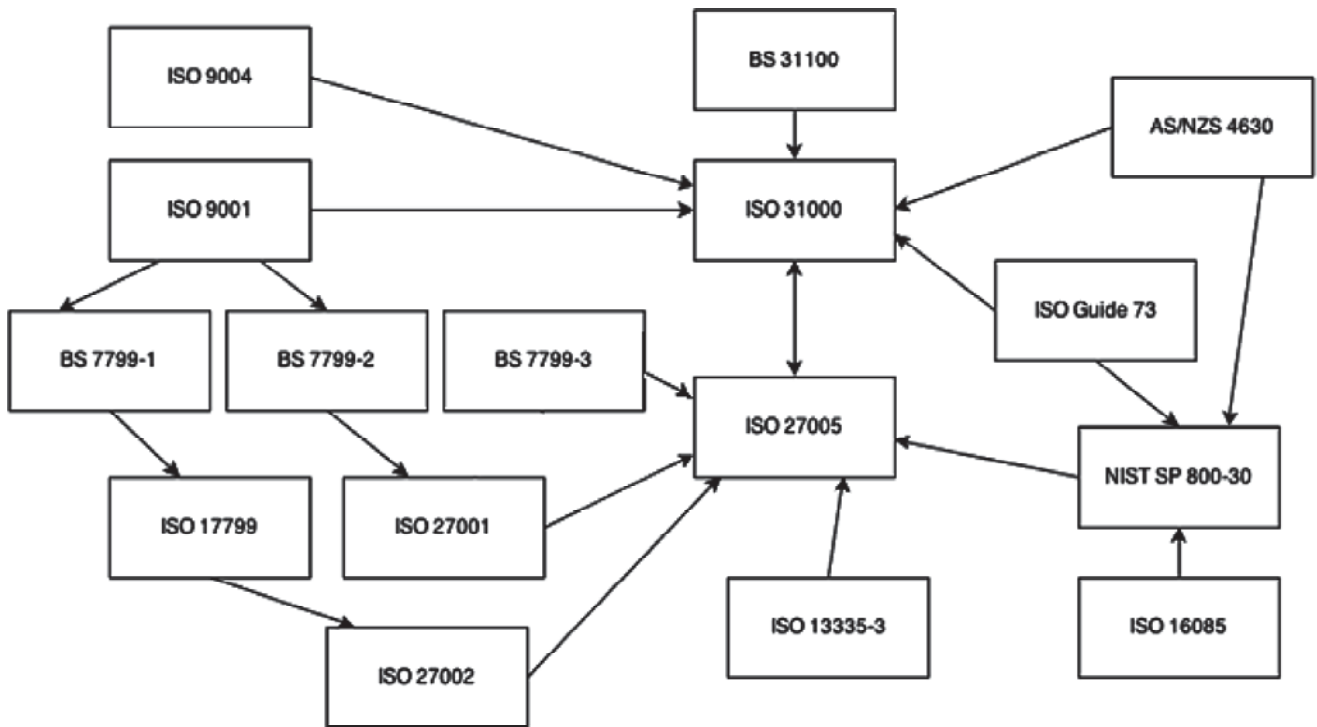 ISO 9004
BS 31100
AS/NZS 4630
ISO 9001
ISO 31000
ISO Guide 73
BS 7799-1
BS 7799-2
BS 7799-3
ISO 27005
NIST SP 800-30
ISO 17799
ISO 27001
ISO 13335-3
ISO 16085
ISO 27002